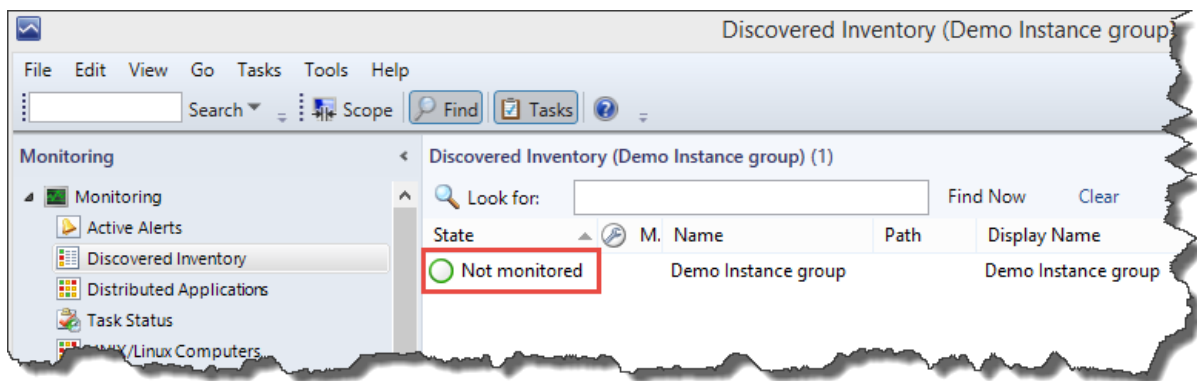 Discovered Inventory (Demo Instance group)
File Edit View Go Tasks Tools Help
Search Scope Find Tasks
Monitoring
Discovered Inventory (Demo Instance group) (1)
Monitoring
Look for: Find Now Clear
Active Alerts
State M. Name Path Display Name
Discovered Inventory
Not monitored Demo Instance group Demo Instance group
Distributed Applications
Task Status
/Linux Computers